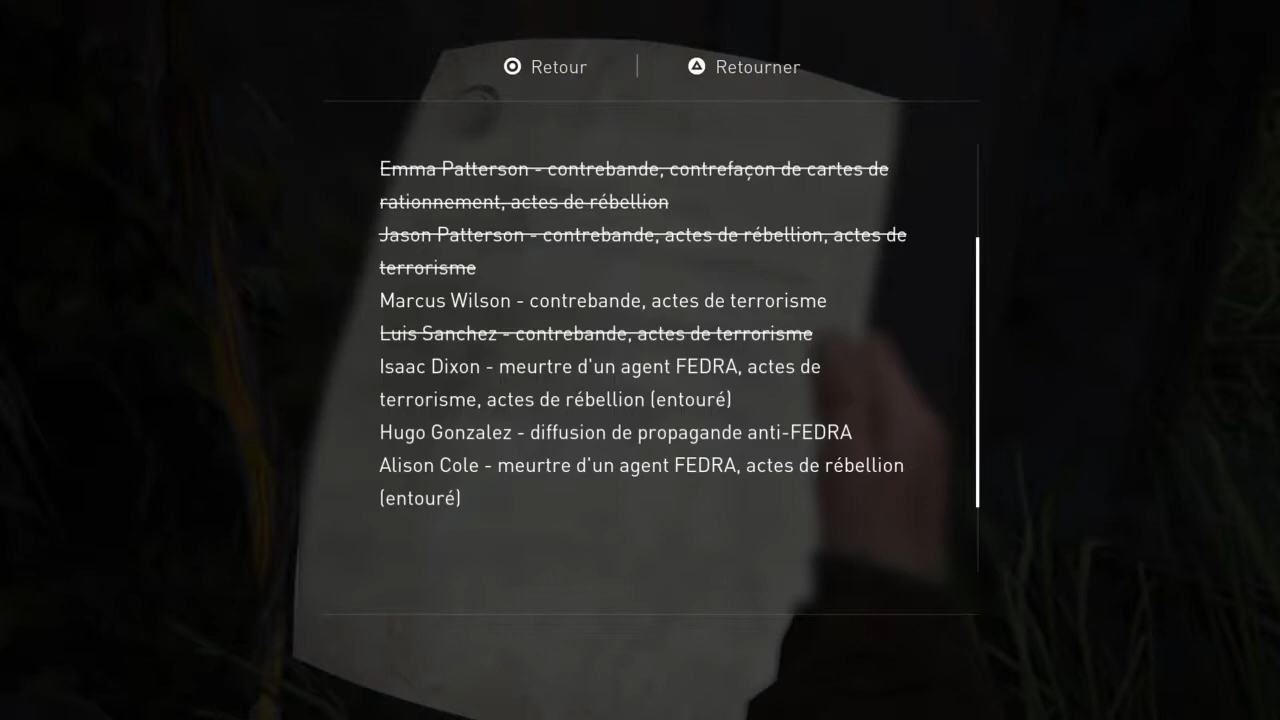 Retour | Retourner
Emma Patterson - contrebande, contrefaçon de cartes de
rationnement, actes de rébellion
Jason Patterson - contrebande, actes de rébellion, actes de
terrorisme
Marcus Wilson - contrebande, actes de terrorisme
Luis Sanchez - contrebande, actes de terrorisme
Isaac Dixon - meurtre d'un agent FEDRA, actes de
terrorisme, actes de rébellion (entouré)
Hugo Gonzalez - diffusion de propagande anti-FEDRA
Alison Cole - meurtre d'un agent FEDRA, actes de rébellion
(entouré)